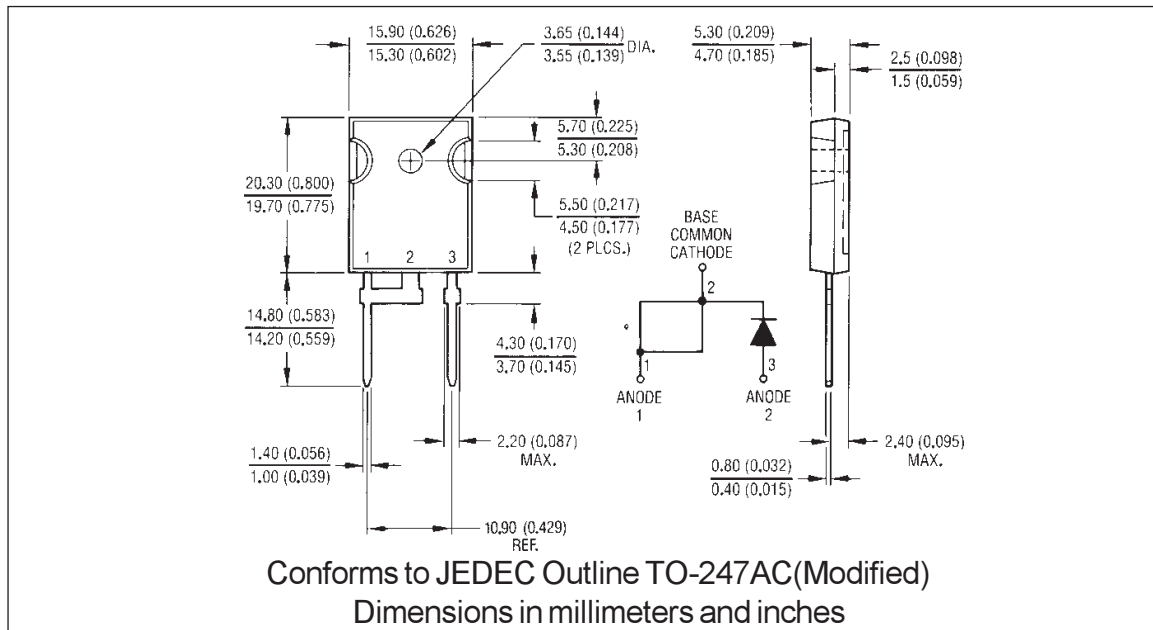 15.90 (0.626)
15.30 (0.602)
3.65 (0.144)
3.55 (0.139)
DIA.
5.30 (0.209)
4.70 (0.185)
2.5 (0.098)
1.5 (0.059)
5.70 (0.225)
5.30 (0.208)
20.30 (0.800)
19.70 (0.775)
5.50 (0.217)
4.50 (0.177)
(2 PLCS.)
BASE
COMMON
CATHODE
1 2 3
2
14.80 (0.583)
14.20 (0.559)
4.30 (0.170)
3.70 (0.145)
1
3
ANODE
1
ANODE
2
2.20 (0.087)
MAX.
2.40 (0.095)
MAX.
1.40 (0.056)
1.00 (0.039)
0.80 (0.032)
0.40 (0.015)
10.90 (0.429)
REF.
Conforms to JEDEC Outline TO-247AC(Modified)
Dimensions in millimeters and inches